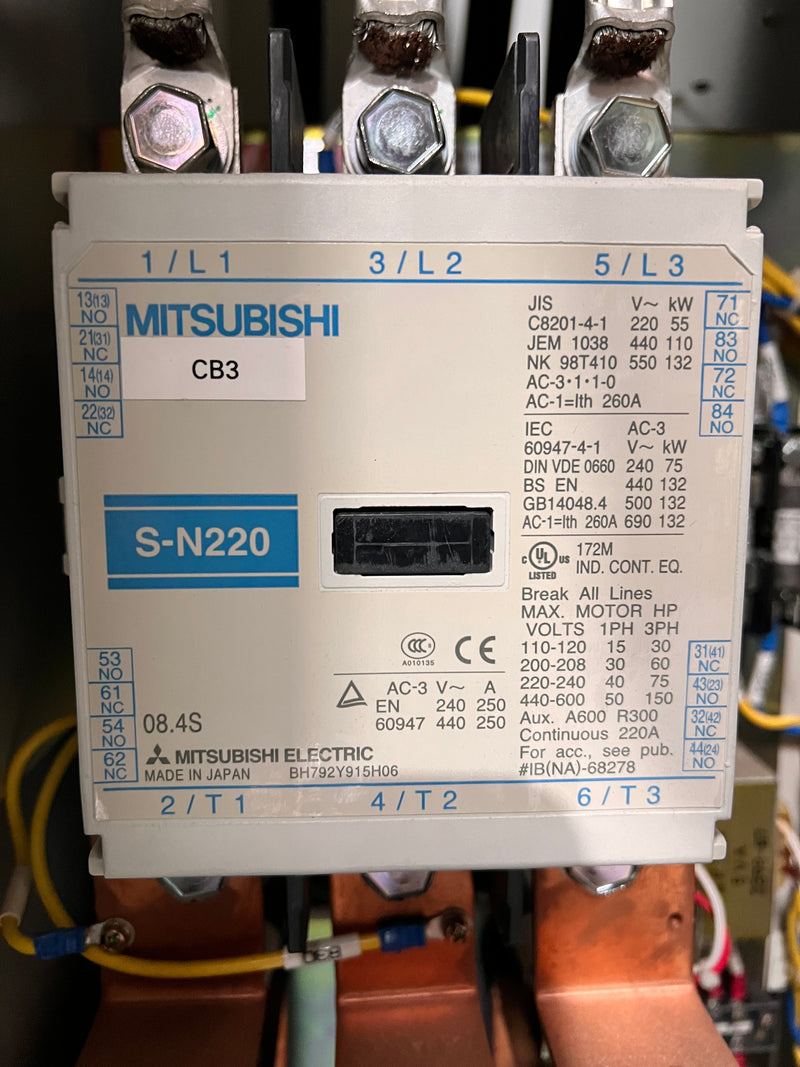 1/L1 3/L2 5/L3
13(13)
NO
21(31)
NC
14(14)
NO
22(32)
NC
MITSUBISHI
CB3
S-N220
JIS V~ kW
C8201-4-1 220 55
JEM 1038 440 110
NK 98T410 550 132
AC-3・1・1-0
AC-1=Ith 260A
IEC AC-3
60947-4-1 V~ kW
DIN VDE 0660 240 75
BS EN 440 132
GB14048.4 500 132
AC-1=Ith 260A 690 132
71
NC
83
NO
72
NC
84
NO
C UL US
LISTED
172M
IND. CONT. EQ.
Break All Lines
MAX. MOTOR HP
VOLTS 1PH 3PH
110-120 15 30
200-208 30 60
220-240 40 75
440-600 50 150
Aux. A600 R300
Continuous 220A
For acc., see pub.
#IB(NA)-68278
CCC
A010135
CE
AC-3 V~ A
EN 240 250
60947 440 250
53
NO
61
NC
54
NO
62
NC
08.4S
MITSUBISHI ELECTRIC
MADE IN JAPAN BH792Y915H06
31(41)
NC
43(23)
NO
32(42)
NC
44(24)
NO
2/T1 4/T2 6/T3